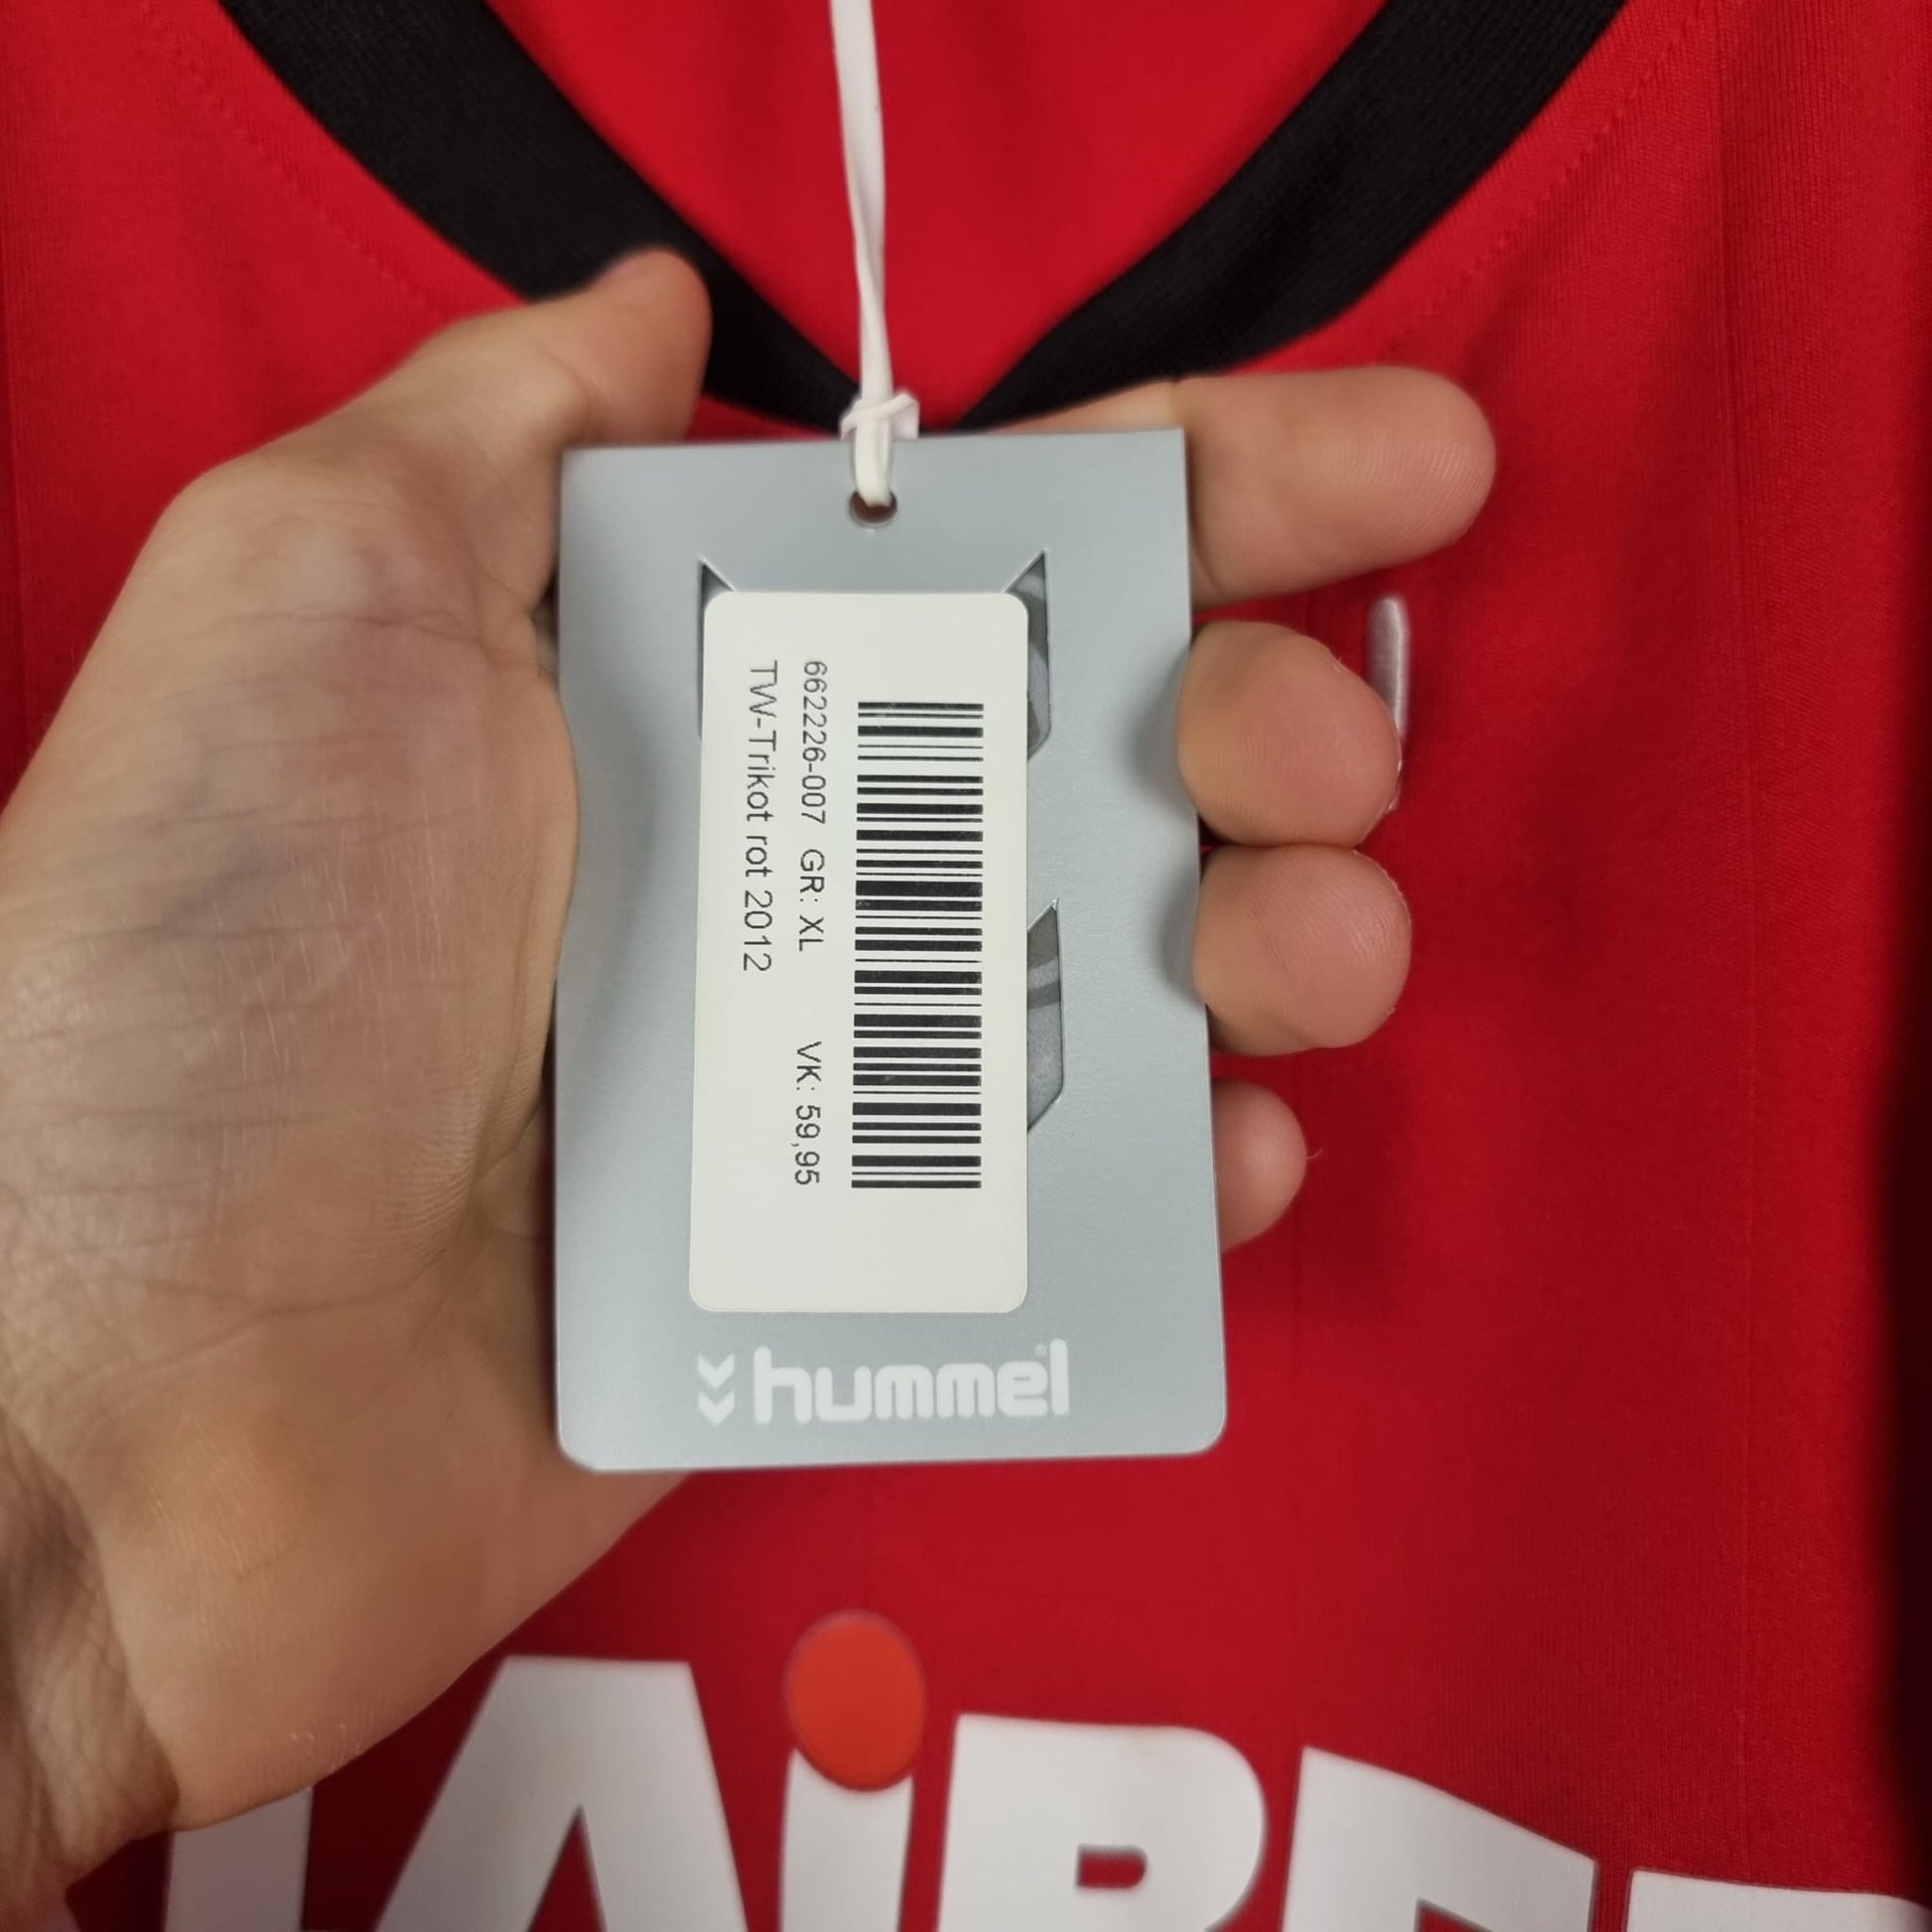 662226-007 GR: XL VK: 59,95
TW-Trikot rot 2012
hummel